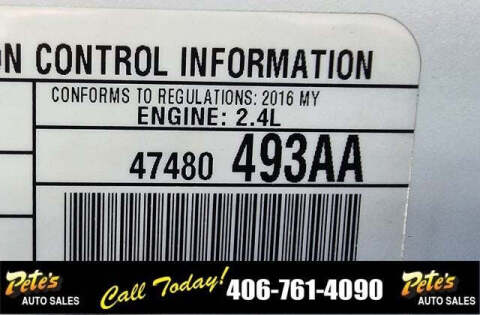 N CONTROL INFORMATION
CONFORMS TO REGULATIONS: 2016 MY
ENGINE: 2.4L
47480 493AA
Pete's
AUTO SALES
Call Today!
406-761-4090
Pete's
AUTO SALES